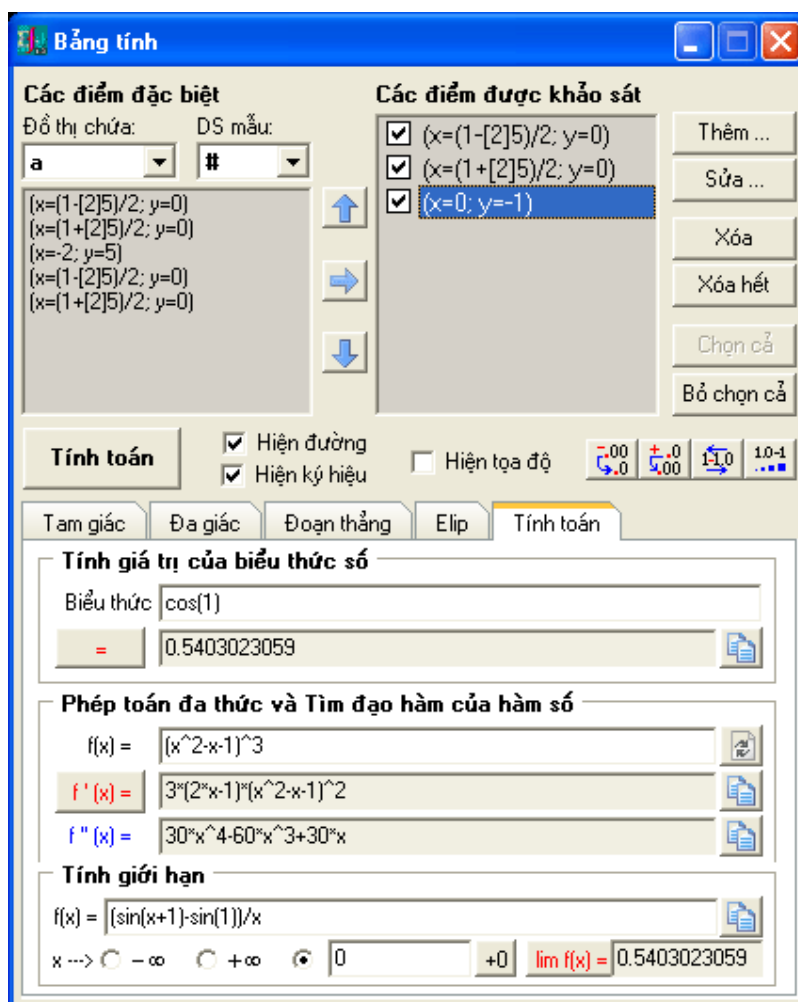 Bảng tính
Các điểm đặc biệt
Các điểm được khảo sát
Đồ thị chứa:
DS mẫu:
a
#
(x=(1-[2]5)/2; y=0)
(x=(1+[2]5)/2; y=0)
(x=-2; y=5)
(x=(1-[2]5)/2; y=0)
(x=(1+[2]5)/2; y=0)
(x=(1-[2]5)/2; y=0)
(x=(1+[2]5)/2; y=0)
(x=0; y=-1)
Thêm ...
Sửa ...
Xóa
Xóa hết
Chọn cả
Bỏ chọn cả
Tính toán
Hiện đường
Hiện ký hiệu
Hiện tọa độ
Tam giác
Đa giác
Đoạn thẳng
Elip
Tính toán
Tính giá trị của biểu thức số
Biểu thức cos(1)
= 0.5403023059
Phép toán đa thức và Tìm đạo hàm của hàm số
f(x) = (x^2-x-1)^3
f ' (x) = 3*(2*x-1)*(x^2-x-1)^2
f " (x) = 30*x^4-60*x^3+30*x
Tính giới hạn
f(x) = (sin(x+1)-sin(1))/x
x ---> - ∞ + ∞ 0 +0 lim f(x) = 0.5403023059